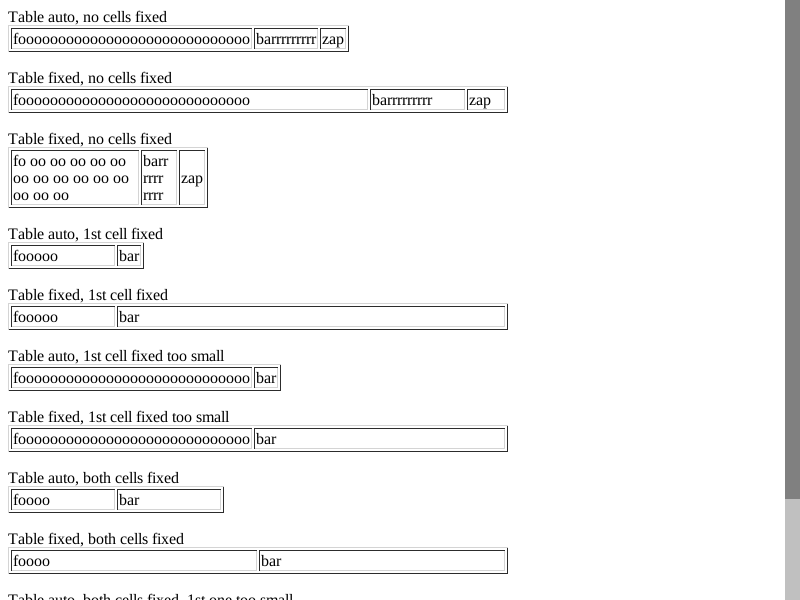 Table auto, no cells fixed
fooooooooooooooooooooooooooooo barrrrrrrrr zap
Table fixed, no cells fixed
fooooooooooooooooooooooooooooo barrrrrrrrr zap
Table fixed, no cells fixed
fo oo oo oo oo oo barr
oo oo oo oo oo oo rrrr zap
oo oo oo rrrr
Table auto, 1st cell fixed
fooooo bar
Table fixed, 1st cell fixed
fooooo bar
Table auto, 1st cell fixed too small
fooooooooooooooooooooooooooooo bar
Table fixed, 1st cell fixed too small
fooooooooooooooooooooooooooooo bar
Table auto, both cells fixed
foooo bar
Table fixed, both cells fixed
foooo bar
Table auto, both cells fixed, 1st one too small